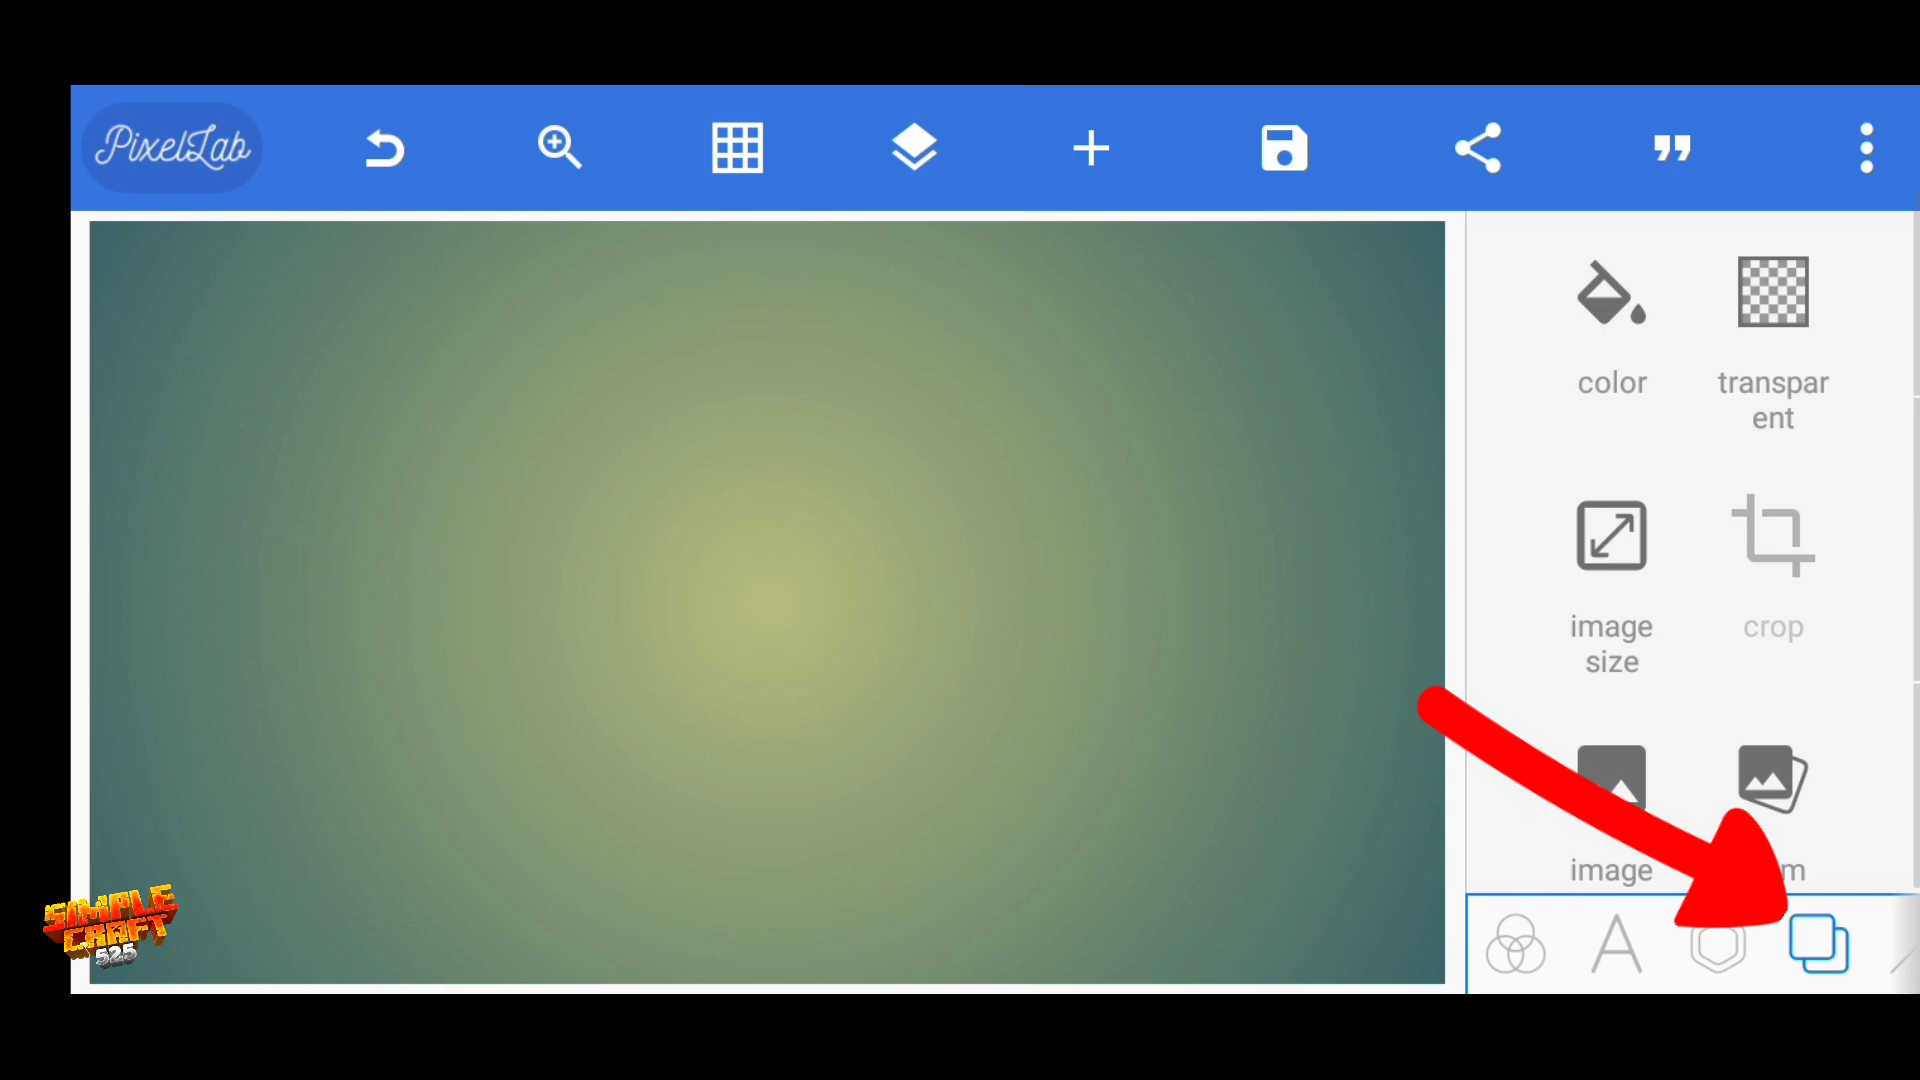 PixelLab
color
transpar
ent
image
size
crop
image
SIMPLE
CRAFT
525